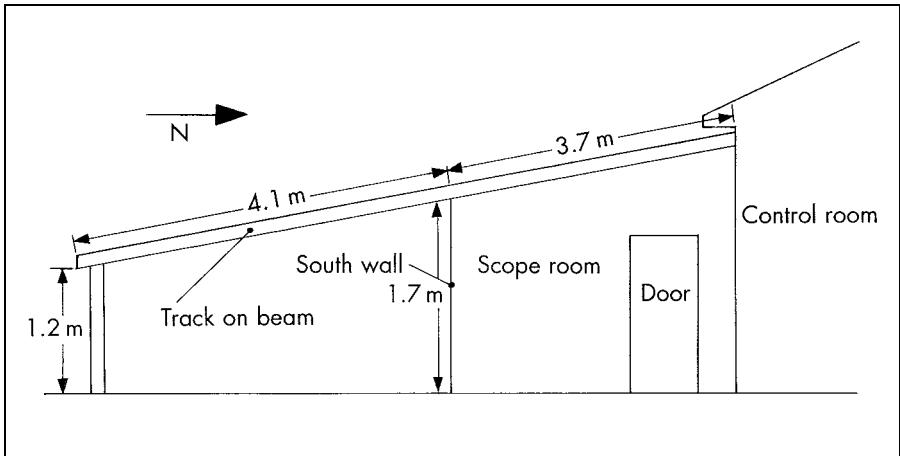 N
3.7 m
4.1 m
Control room
South wall
Scope room
1.7 m
Door
Track on beam
1.2 m